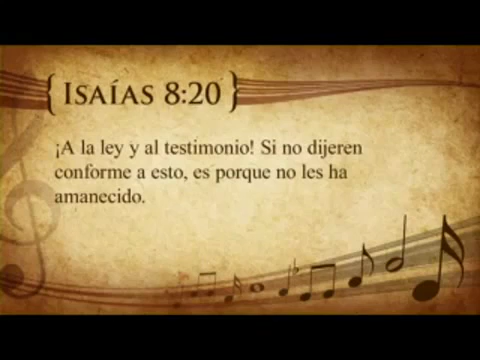 { Isaías 8:20 }
¡A la ley y al testimonio! Si no dijeren
conforme a esto, es porque no les ha
amanecido.